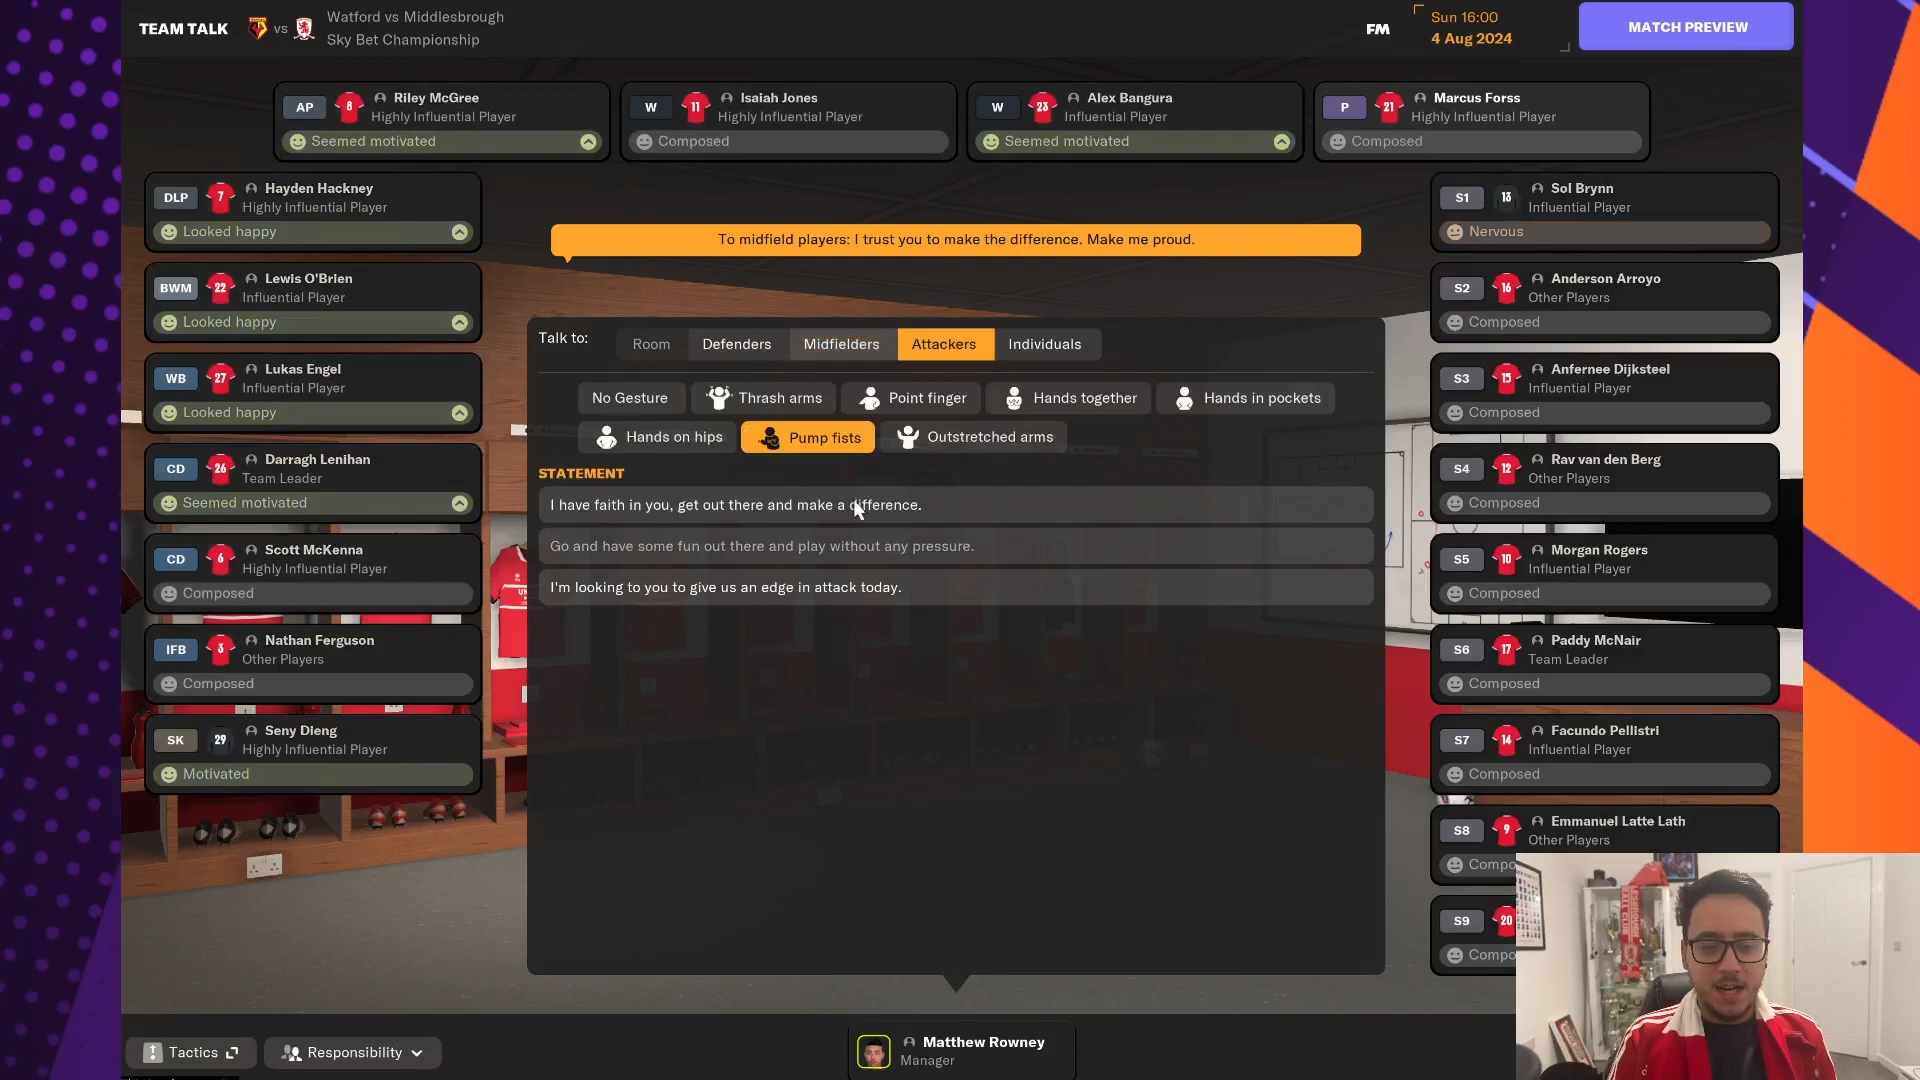 TEAM TALK
vs
Watford vs Middlesbrough
Sky Bet Championship
FM
Sun 16:00
4 Aug 2024
MATCH PREVIEW
AP
8
Riley McGree
Highly Influential Player
Seemed motivated
W
11
Isaiah Jones
Highly Influential Player
Composed
W
23
Alex Bangura
Influential Player
Seemed motivated
P
21
Marcus Forss
Highly Influential Player
Composed
DLP
7
Hayden Hackney
Highly Influential Player
Looked happy
BWM
22
Lewis O'Brien
Influential Player
Looked happy
WB
27
Lukas Engel
Influential Player
Looked happy
CD
26
Darragh Lenihan
Team Leader
Seemed motivated
CD
6
Scott McKenna
Highly Influential Player
Composed
IFB
3
Nathan Ferguson
Other Players
Composed
SK
29
Seny Dieng
Highly Influential Player
Motivated
To midfield players: I trust you to make the difference. Make me proud.
Talk to:
Room
Defenders
Midfielders
Attackers
Individuals
No Gesture
Thrash arms
Point finger
Hands together
Hands in pockets
Hands on hips
Pump fists
Outstretched arms
STATEMENT
I have faith in you, get out there and make a difference.
Go and have some fun out there and play without any pressure.
I'm looking to you to give us an edge in attack today.
S1
13
Sol Brynn
Influential Player
Nervous
S2
16
Anderson Arroyo
Other Players
Composed
S3
15
Anfernee Dijksteel
Influential Player
Composed
S4
12
Rav van den Berg
Other Players
Composed
S5
10
Morgan Rogers
Influential Player
Composed
S6
17
Paddy McNair
Team Leader
Composed
S7
14
Facundo Pellistri
Influential Player
Composed
S8
9
Emmanuel Latte Lath
Other Players
Compo
S9
20
Compo
Tactics
Responsibility
Matthew Rowney
Manager